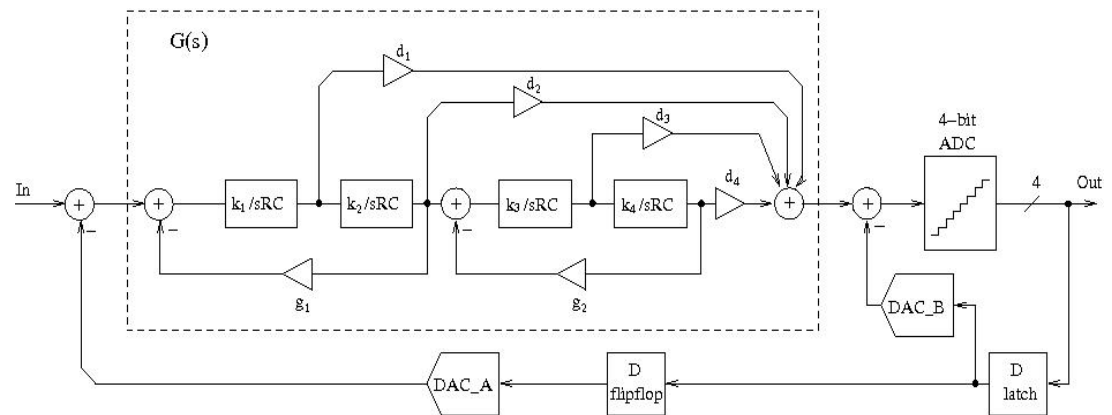 G(s)
d1
d2
d3
4-bit
ADC
In
k1/sRC
k2/sRC
k3/sRC
k4/sRC
d4
4
Out
g1
g2
DAC_B
DAC_A
D
flipflop
D
latch